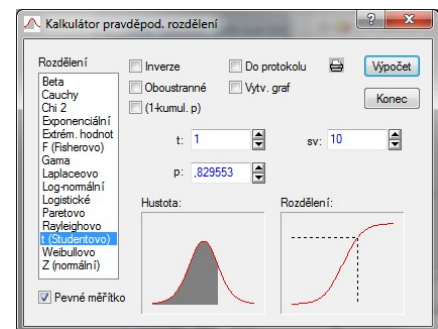 Kalkulátor pravděpod. rozdělení
Rozdělení
Beta
Cauchy
Chi 2
Exponenciální
Extrém. hodnot
F (Fisherovo)
Gama
Laplaceovo
Log-normální
Logistické
Paretovo
Rayleighovo
t (Studentovo)
Weibullovo
Z (normální)
Pevné měřítko
Inverze
Oboustranné
(1-kumul. p)
Do protokolu
Vytv. graf
Výpočet
Konec
t: 1
sv: 10
p: ,829553
Hustota:
Rozdělení: